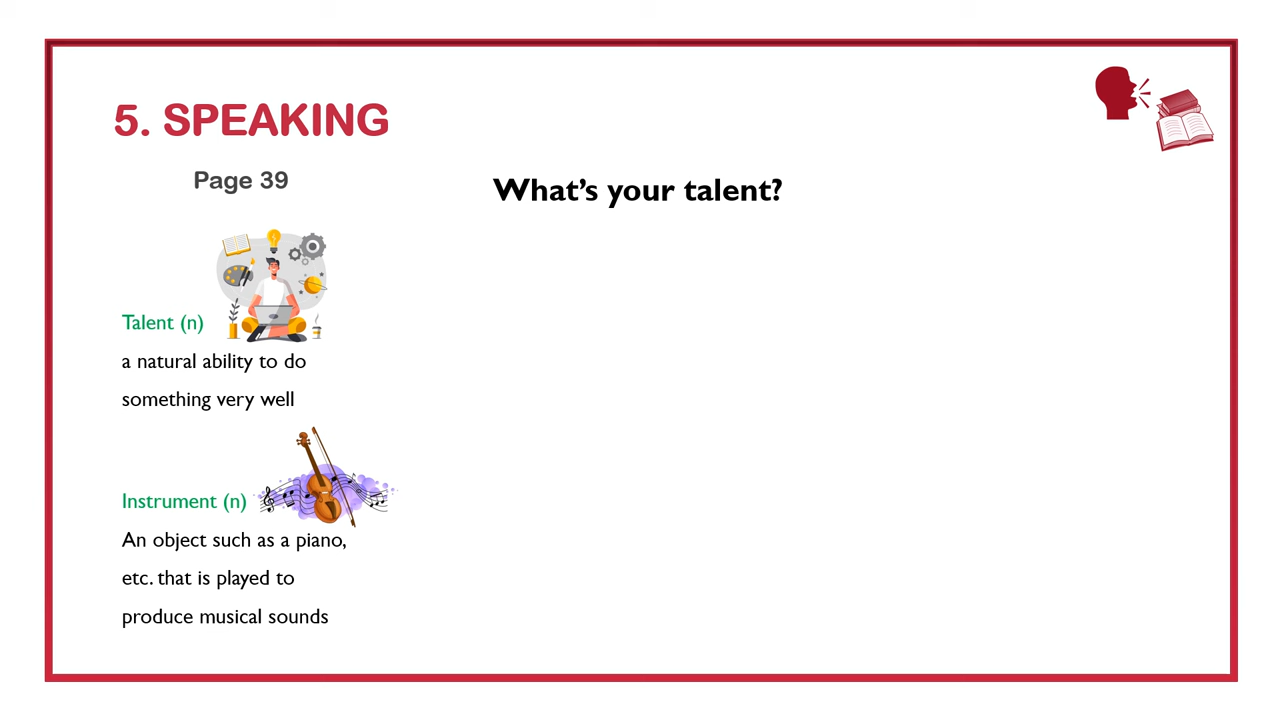 5. SPEAKING
Page 39
What's your talent?
Talent (n)
a natural ability to do
something very well
Instrument (n)
An object such as a piano,
etc. that is played to
produce musical sounds